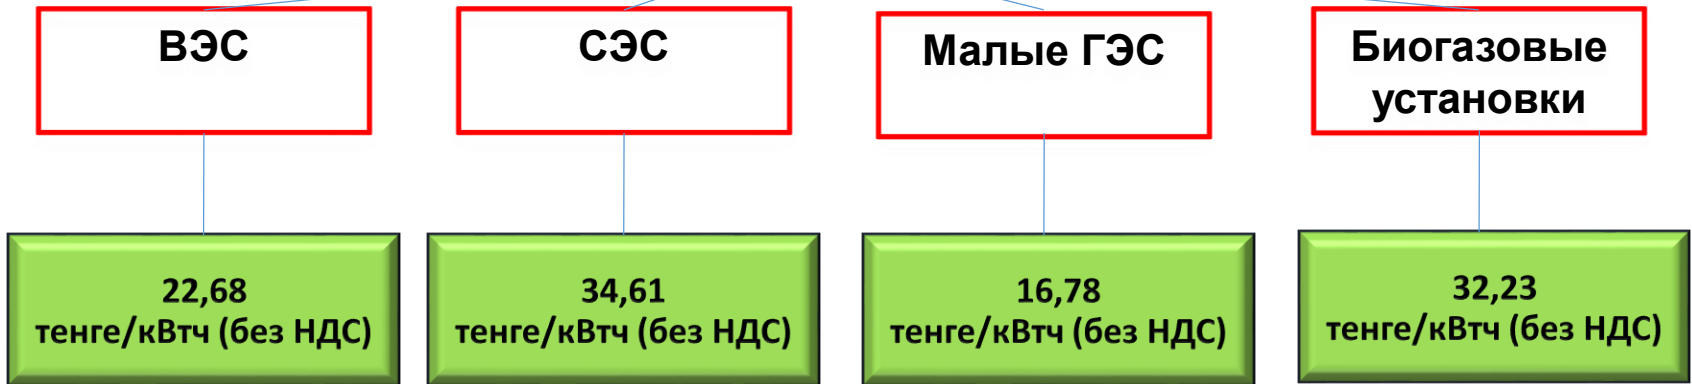 ВЭС
СЭС
Малые ГЭС
Биогазовые
установки
22,68
тенге/кВтч (без НДС)
34,61
тенге/кВтч (без НДС)
16,78
тенге/кВтч (без НДС)
32,23
тенге/кВтч (без НДС)